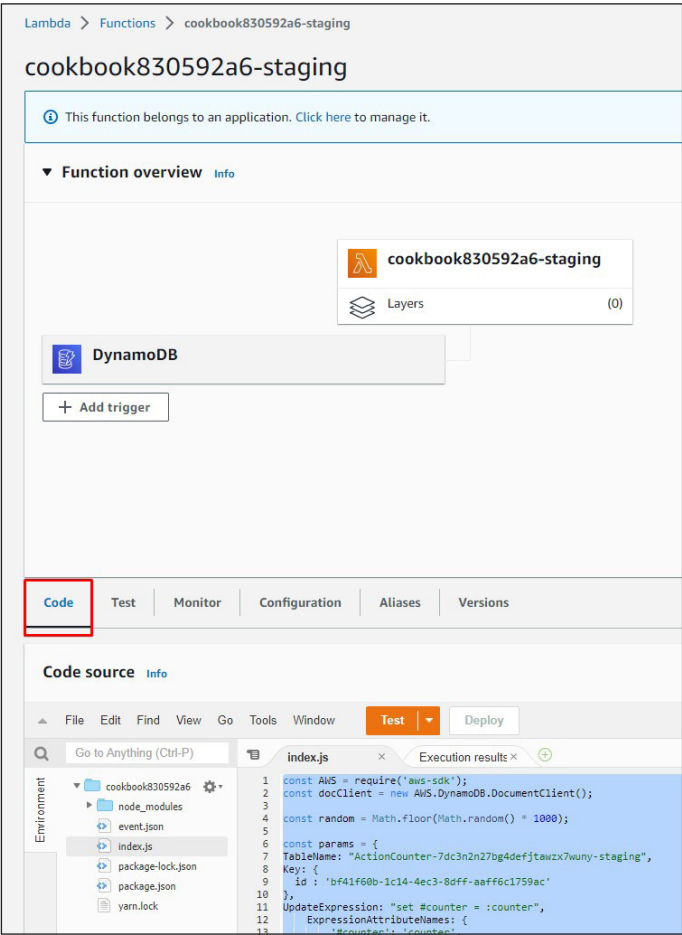 Lambda > Functions > cookbook830592a6-staging
cookbook830592a6-staging
This function belongs to an application. Click here to manage it.
▼ Function overview Info
cookbook830592a6-staging
Layers (0)
DynamoDB
+ Add trigger
Code Test Monitor Configuration Aliases Versions
Code source Info
File Edit Find View Go Tools Window Test Deploy
Go to Anything (Ctrl-P)
index.js × Execution results ×
Environment
cookbook830592a6
node_modules
event.json
index.js
package-lock.json
package.json
yarn.lock
1 const AWS = require('aws-sdk');
2 const docClient = new AWS.DynamoDB.DocumentClient();
3
4 const random = Math.floor(Math.random() * 1000);
5
6 const params = {
7 TableName: "ActionCounter-7dc3n2n27bg4defjtawzx7wuny-staging",
8 Key: {
9 id : 'bf41f60b-1c14-4ec3-8dff-aaff6c1759ac'
10 },
11 UpdateExpression: "set #counter = :counter",
12 ExpressionAttributeNames: {
13 '#counter': 'counter'